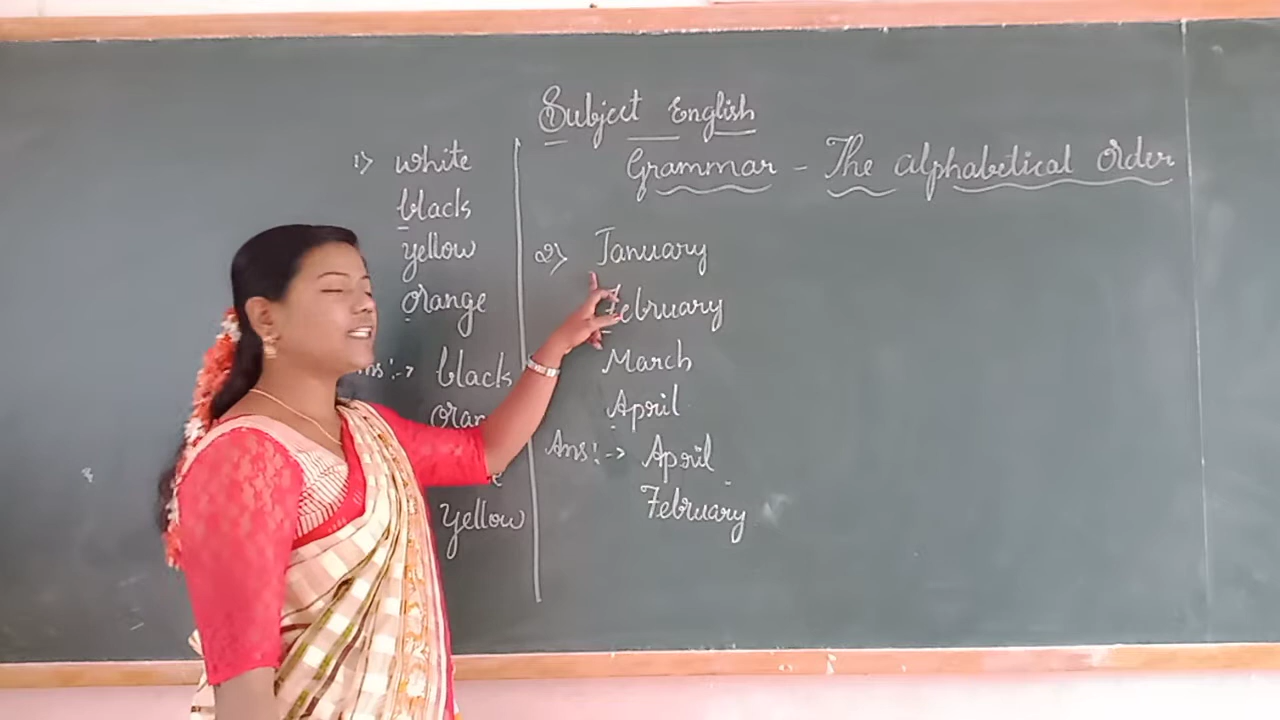 Subject English
Grammar - The alphabetical Order
1) white
black
yellow
orange
Ans:-> black
yellow
2) January
February
March
April
Ans:-> April
February